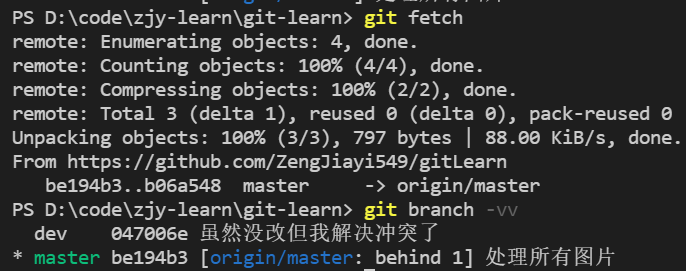 PS D:\code\zjy-learn\git-learn> git fetch
remote: Enumerating objects: 4, done.
remote: Counting objects: 100% (4/4), done.
remote: Compressing objects: 100% (2/2), done.
remote: Total 3 (delta 1), reused 0 (delta 0), pack-reused 0
Unpacking objects: 100% (3/3), 797 bytes | 88.00 KiB/s, done.
From https://github.com/ZengJiayi549/gitLearn
   be194b3..b06a548  master     -> origin/master
PS D:\code\zjy-learn\git-learn> git branch -vv
  dev    047006e 虽然没改但我解决冲突了
* master be194b3 [origin/master: behind 1] 处理所有图片